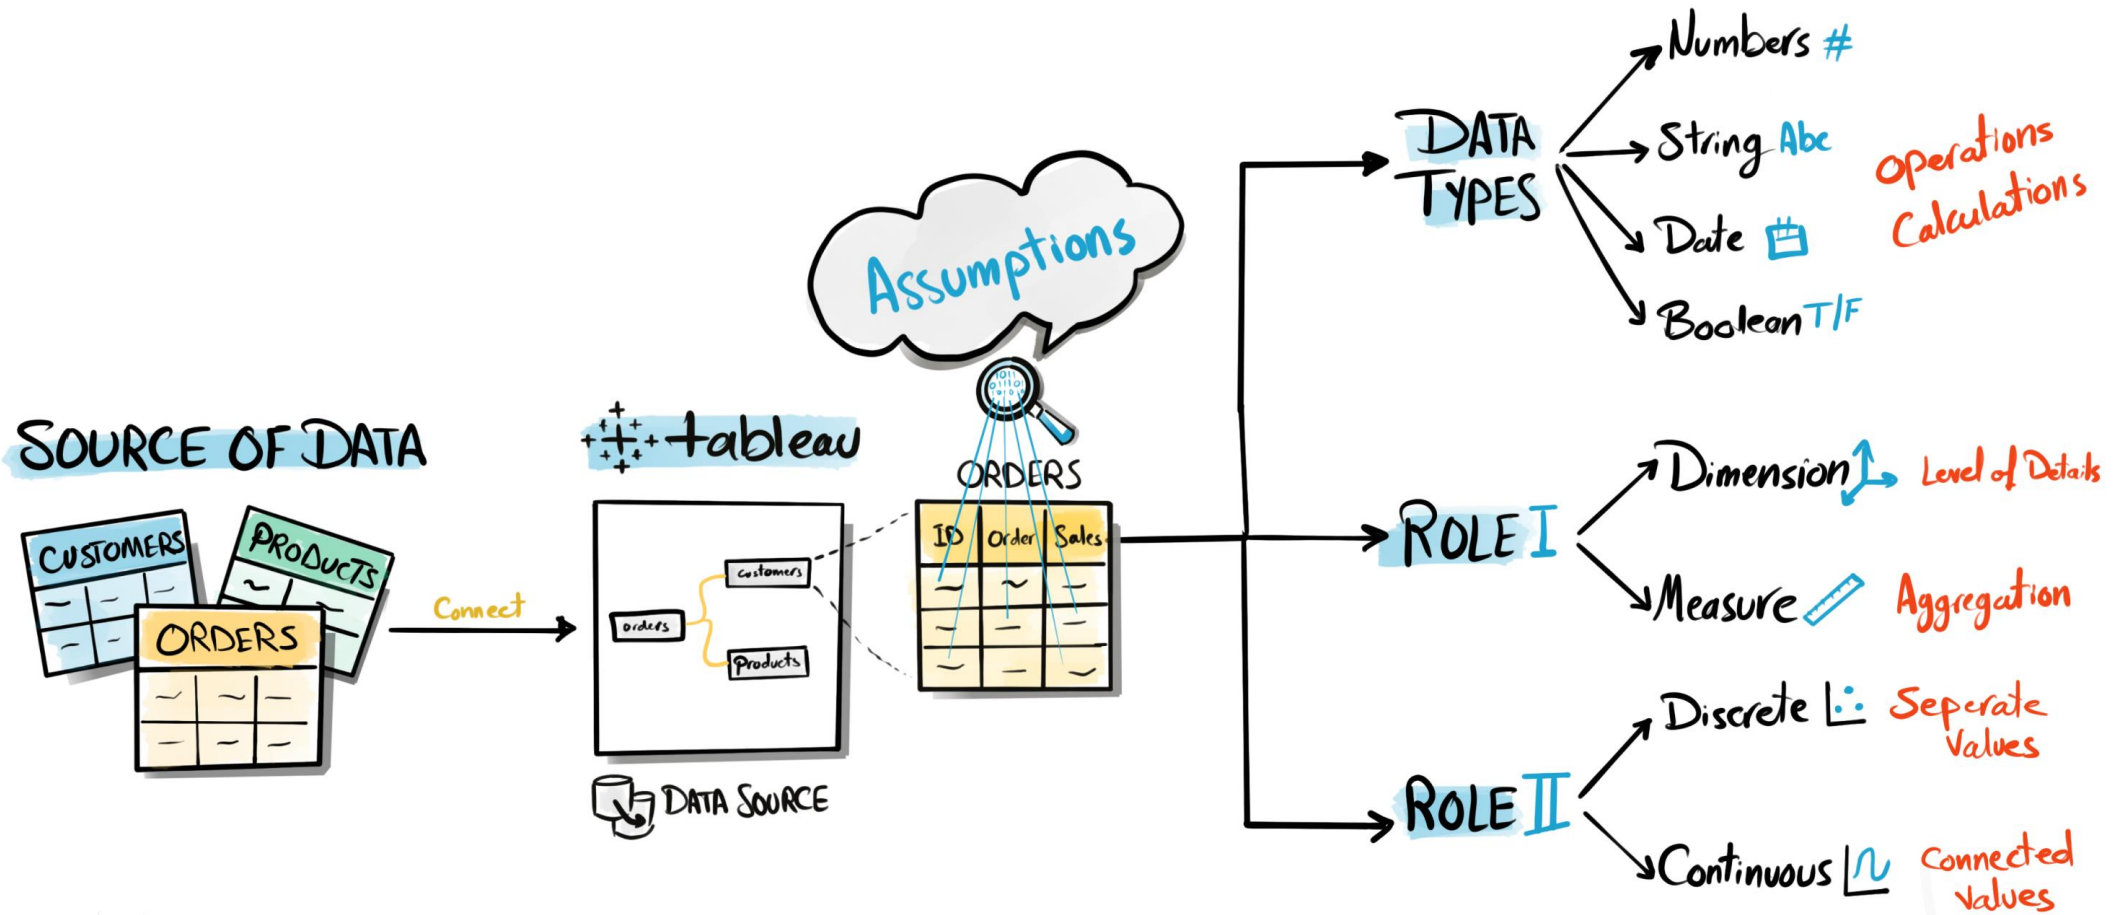 SOURCE OF DATA
CUSTOMERS
PRODUCTS
ORDERS
Connect
tableau
orders
customers
Products
DATA SOURCE
Assumptions
ORDERS
ID Order Sales
DATA
TYPES
Numbers #
String Abc
Date
Boolean T/F
Operations
Calculations
ROLE I
Dimension Level of Details
Measure Aggregation
ROLE II
Discrete Seperate
Values
Continuous Connected
Values